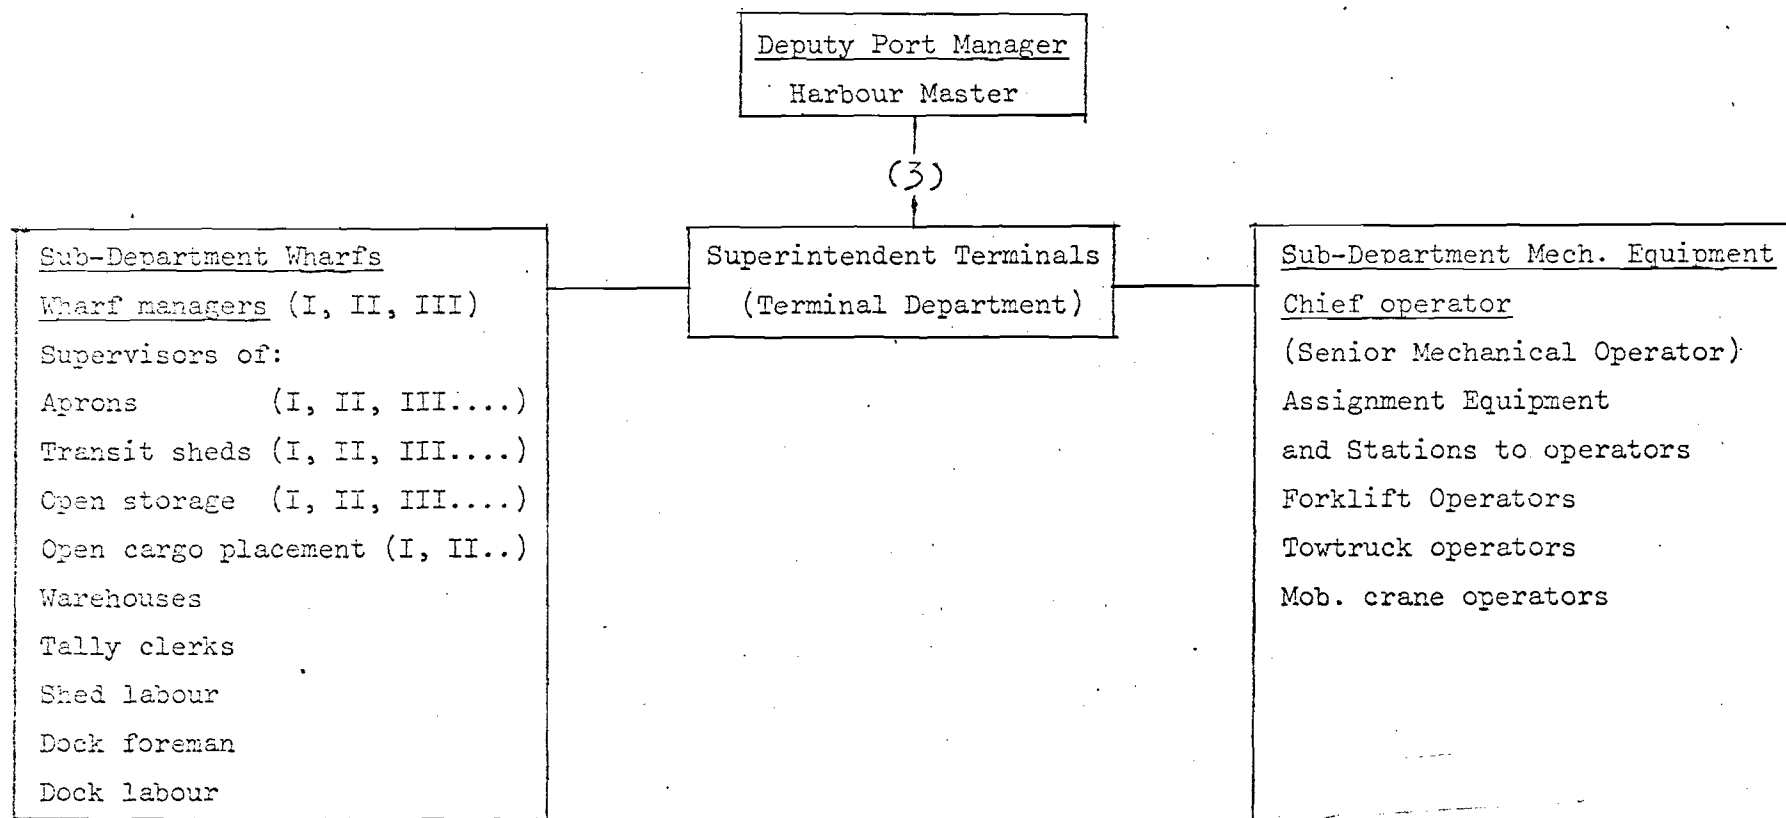 Deputy Port Manager
Harbour Master
(3)
Superintendent Terminals
(Terminal Department)
Sub-Department Wharfs
Wharf managers (I, II, III)
Supervisors of:
Aprons (I, II, III....)
Transit sheds (I, II, III....)
Open storage (I, II, III....)
Open cargo placement (I, II..)
Warehouses
Tally clerks
Shed labour
Dock foreman
Dock labour
Sub-Department Mech. Equipment
Chief operator
(Senior Mechanical Operator)
Assignment Equipment
and Stations to operators
Forklift Operators
Towtruck operators
Mob. crane operators